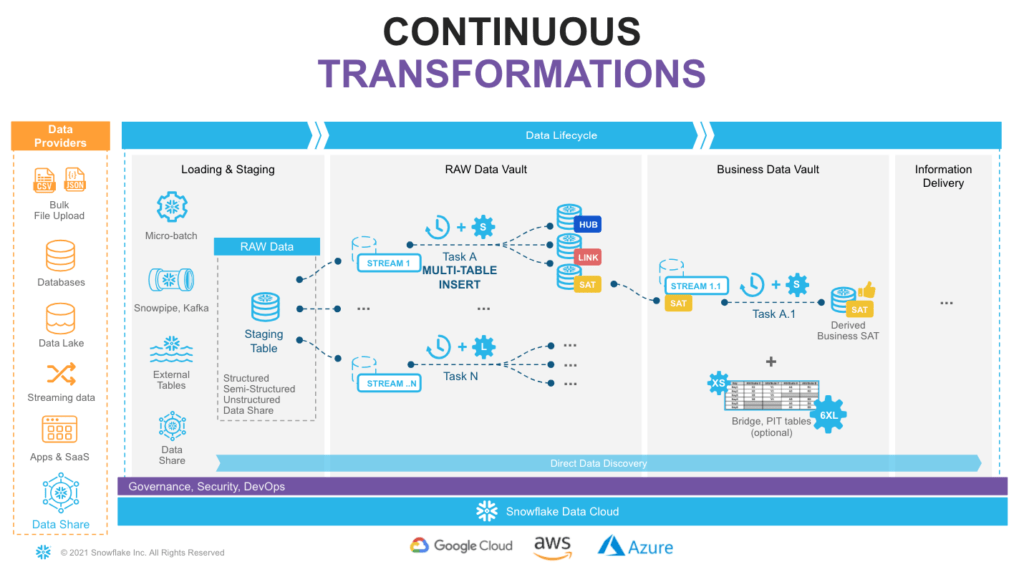 CONTINUOUS
TRANSFORMATIONS
Data
Providers
CSV
JSON
Bulk
File Upload
Databases
Data Lake
Streaming data
Apps & SaaS
Data Share
Data Lifecycle
Loading & Staging
Micro-batch
Snowpipe, Kafka
External
Tables
Data
Share
RAW Data
Staging
Table
Structured
Semi-Structured
Unstructured
Data Share
RAW Data Vault
STREAM 1
+
S
Task A
MULTI-TABLE
INSERT
HUB
LINK
SAT
...
...
STREAM ..N
+
L
Task N
...
...
...
Business Data Vault
STREAM 1.1
SAT
+
S
Task A.1
SAT
Derived
Business SAT
+
XS
6XL
Bridge, PIT tables
(optional)
Information
Delivery
...
Direct Data Discovery
Governance, Security, DevOps
Snowflake Data Cloud
© 2021 Snowflake Inc. All Rights Reserved
Google Cloud
aws
Azure